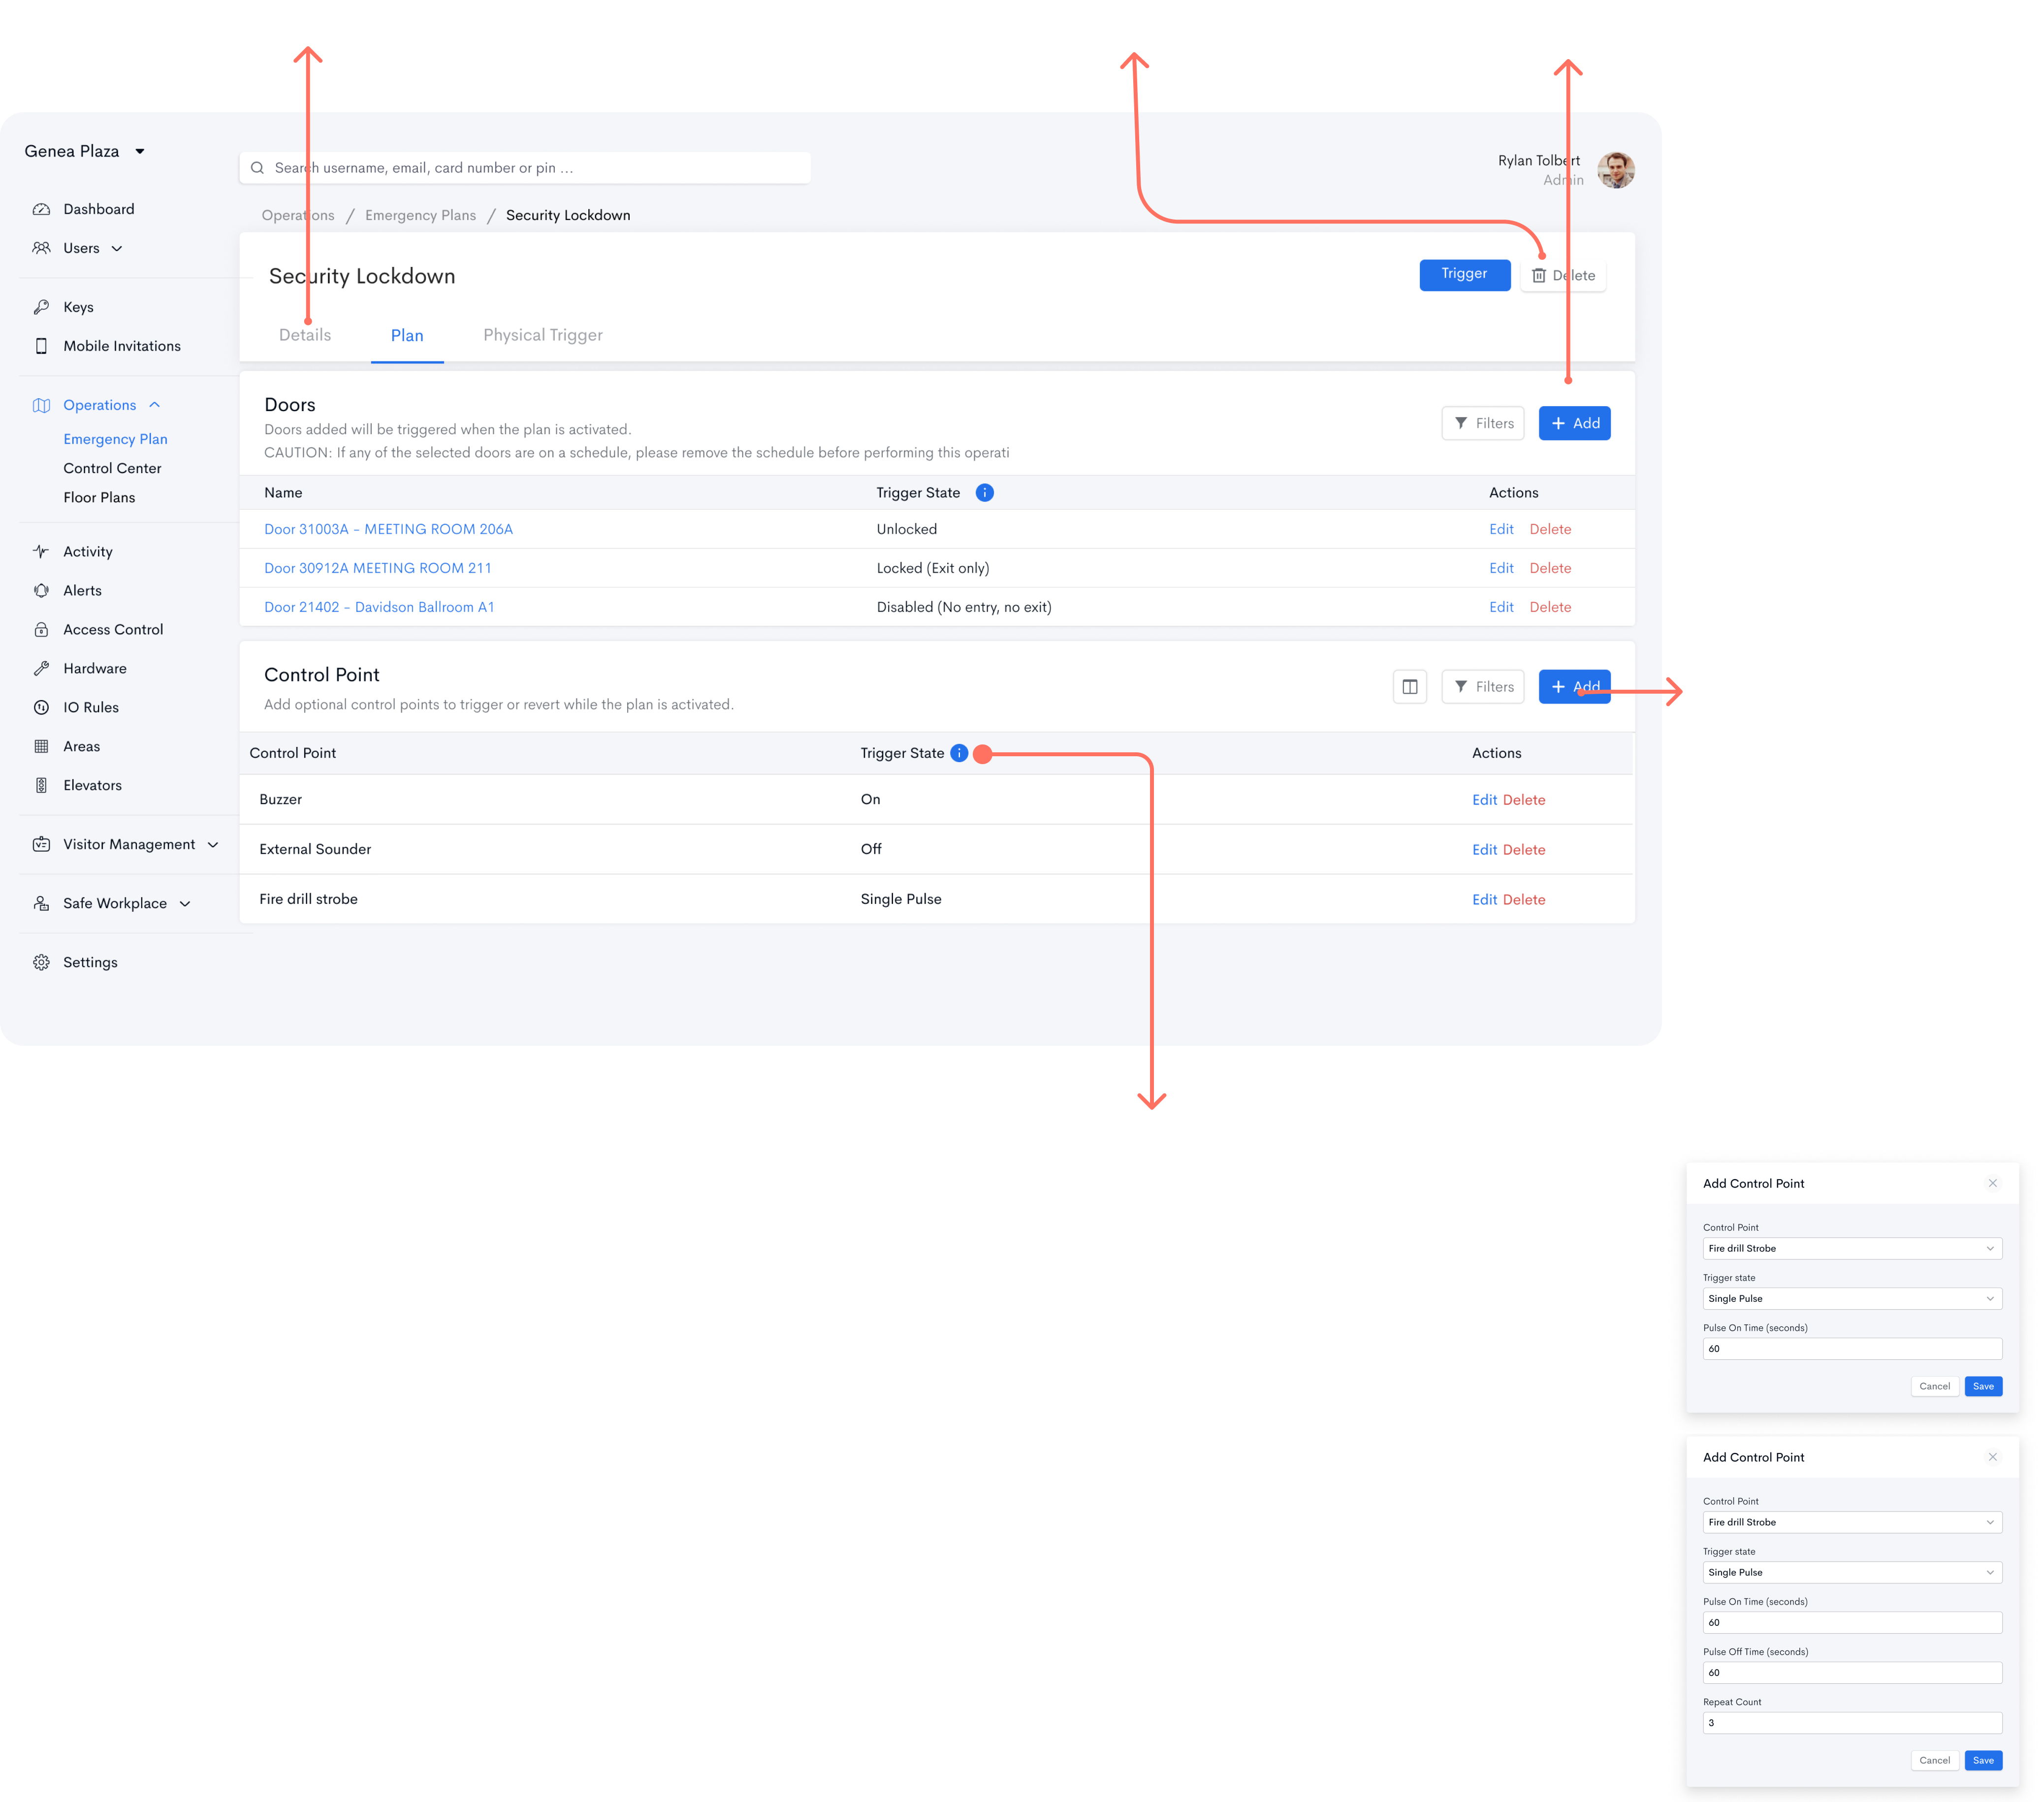 Genea Plaza
Search username, email, card number or pin ...
Rylan Tolbert
Admin
Dashboard
Users
Keys
Mobile Invitations
Operations
Emergency Plan
Control Center
Floor Plans
Activity
Alerts
Access Control
Hardware
IO Rules
Areas
Elevators
Visitor Management
Safe Workplace
Settings
Operations / Emergency Plans / Security Lockdown
Security Lockdown
Trigger
Delete
Details
Plan
Physical Trigger
Doors
Doors added will be triggered when the plan is activated.
CAUTION: If any of the selected doors are on a schedule, please remove the schedule before performing this operati
Filters
+ Add
Name
Trigger State
i
Actions
Door 31003A - MEETING ROOM 206A
Unlocked
Edit
Delete
Door 30912A MEETING ROOM 211
Locked (Exit only)
Edit
Delete
Door 21402 - Davidson Ballroom A1
Disabled (No entry, no exit)
Edit
Delete
Control Point
Add optional control points to trigger or revert while the plan is activated.
Filters
+ Add
Control Point
Trigger State
i
Actions
Buzzer
On
Edit Delete
External Sounder
Off
Edit Delete
Fire drill strobe
Single Pulse
Edit Delete
Add Control Point
Control Point
Fire drill Strobe
Trigger state
Single Pulse
Pulse On Time (seconds)
60
Cancel
Save
Add Control Point
Control Point
Fire drill Strobe
Trigger state
Single Pulse
Pulse On Time (seconds)
60
Pulse Off Time (seconds)
60
Repeat Count
3
Cancel
Save